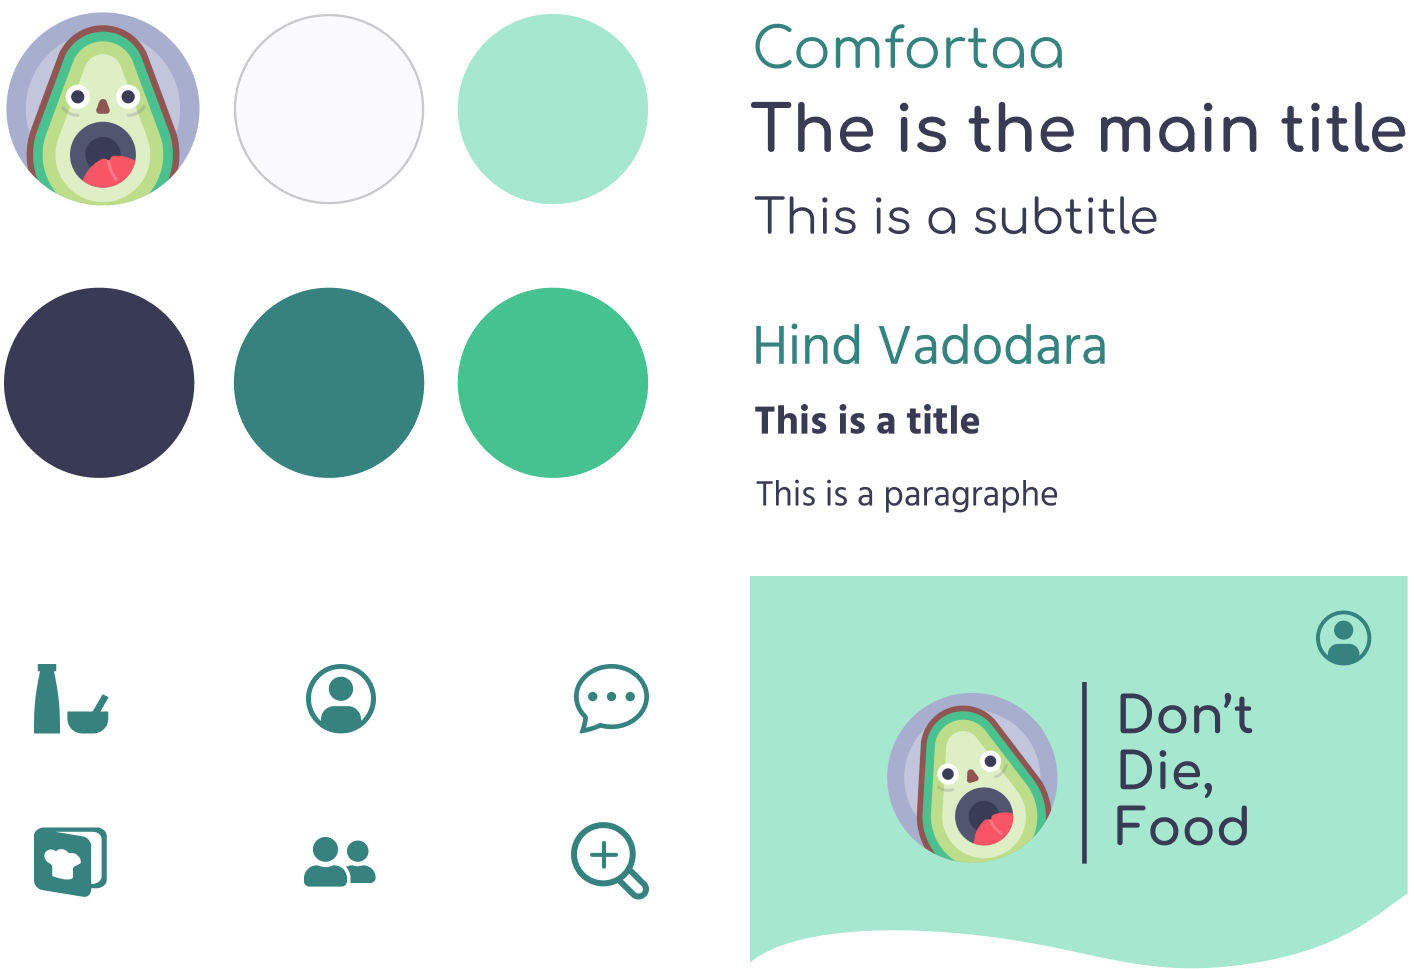 Comfortaa
The is the main title
This is a subtitle
Hind Vadodara
This is a title
This is a paragraphe
Don't
Die,
Food